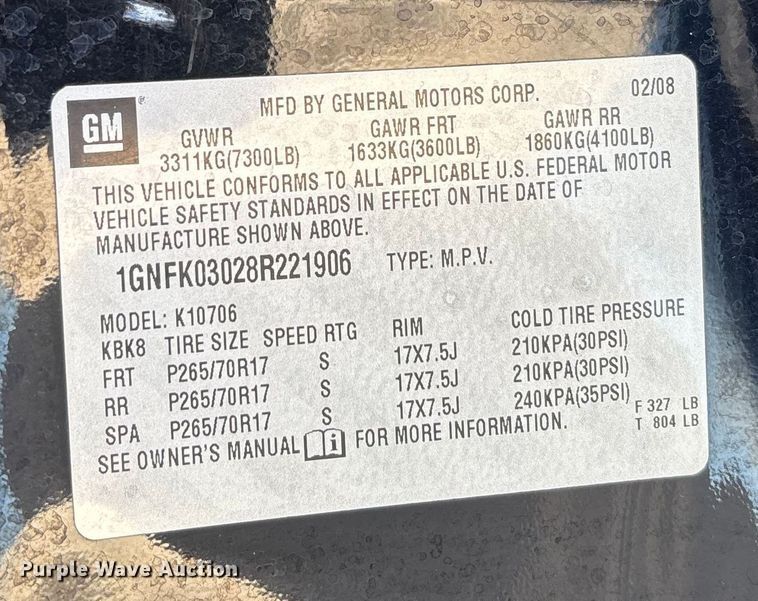 GM
MFD BY GENERAL MOTORS CORP. 02/08
GVWR GAWR FRT GAWR RR
3311KG(7300LB) 1633KG(3600LB) 1860KG(4100LB)
THIS VEHICLE CONFORMS TO ALL APPLICABLE U.S. FEDERAL MOTOR
VEHICLE SAFETY STANDARDS IN EFFECT ON THE DATE OF
MANUFACTURE SHOWN ABOVE.
1GNFK03028R221906 TYPE: M.P.V.
MODEL: K10706
KBK8 TIRE SIZE SPEED RTG RIM COLD TIRE PRESSURE
FRT P265/70R17 S 17X7.5J 210KPA(30PSI)
RR P265/70R17 S 17X7.5J 210KPA(30PSI)
SPA P265/70R17 S 17X7.5J 240KPA(35PSI)
SEE OWNER'S MANUAL i FOR MORE INFORMATION.
F 327 LB
T 804 LB
Purple Wave Auction